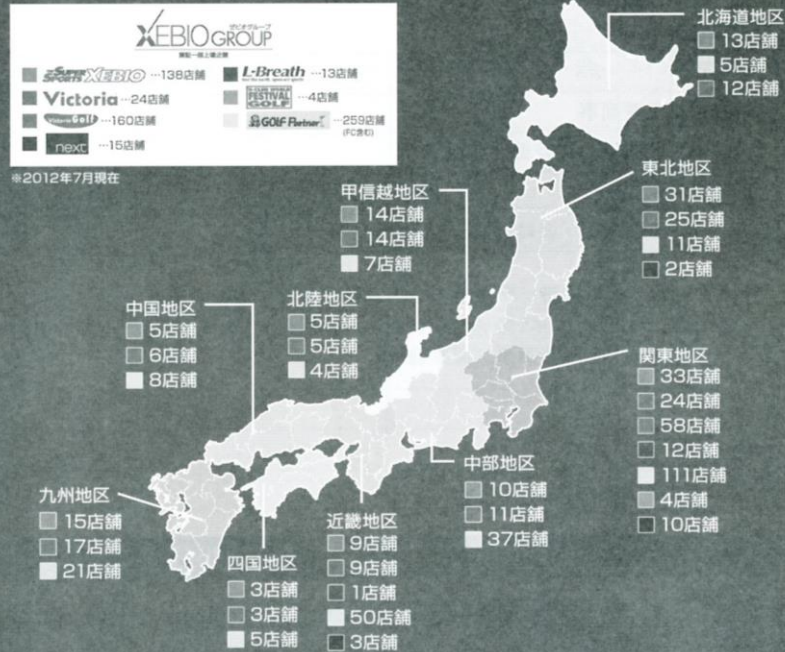 ゼビオグループ
XEBIO GROUP
東証一部上場企業
SUPER SPORTS XEBIO …138店舗
Victoria …24店舗
Victoria Golf …160店舗
next …15店舗
L-Breath …13店舗
FESTIVAL GOLF …4店舗
GOLF Partner …259店舗
(FC含む)
※2012年7月現在
北海道地区
13店舗
5店舗
12店舗
東北地区
31店舗
25店舗
11店舗
2店舗
甲信越地区
14店舗
14店舗
7店舗
北陸地区
5店舗
5店舗
4店舗
中国地区
5店舗
6店舗
8店舗
関東地区
33店舗
24店舗
58店舗
12店舗
111店舗
4店舗
10店舗
中部地区
10店舗
11店舗
37店舗
九州地区
15店舗
17店舗
21店舗
四国地区
3店舗
3店舗
5店舗
近畿地区
9店舗
9店舗
1店舗
50店舗
3店舗